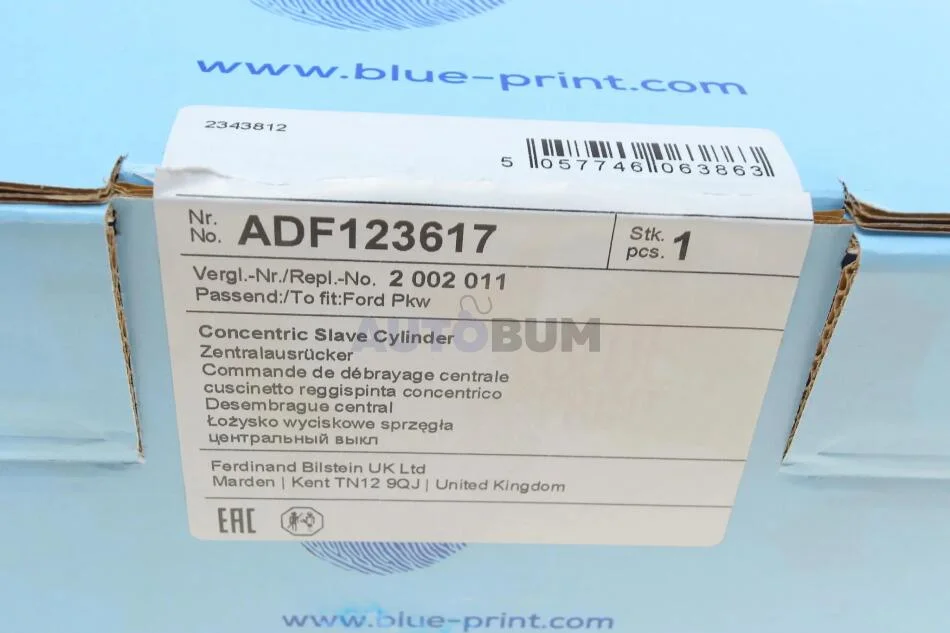 www.blue-print.com
2343812
5 057746 063863
Nr.
No. ADF123617
Stk.
pcs. 1
Vergl.-Nr./Repl.-No. 2 002 011
Passend:/To fit:Ford Pkw
AUTOBUM
Concentric Slave Cylinder
Zentralausrücker
Commande de débrayage centrale
cuscinetto reggispinta concentrico
Desembrague central
Łożysko wyciskowe sprzęgła
центральный выкл
Ferdinand Bilstein UK Ltd
Marden | Kent TN12 9QJ | United Kingdom
EAC
www.blue-print.com